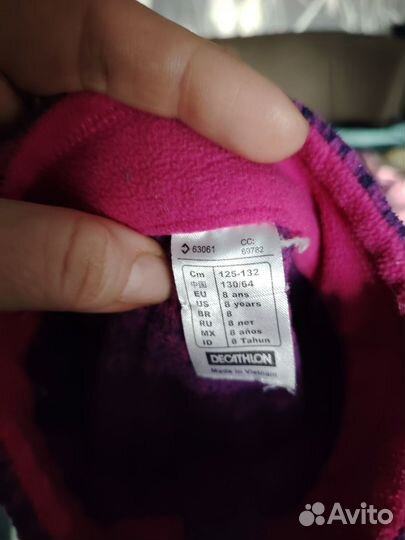 63061 CC: 69782
Cm 125-132
中国 130/64
EU 8 ans
US 8 years
BR 8
RU 8 лет
MX 8 años
ID 8 Tahun
DECATHLON
Made in Vietnam
Avito